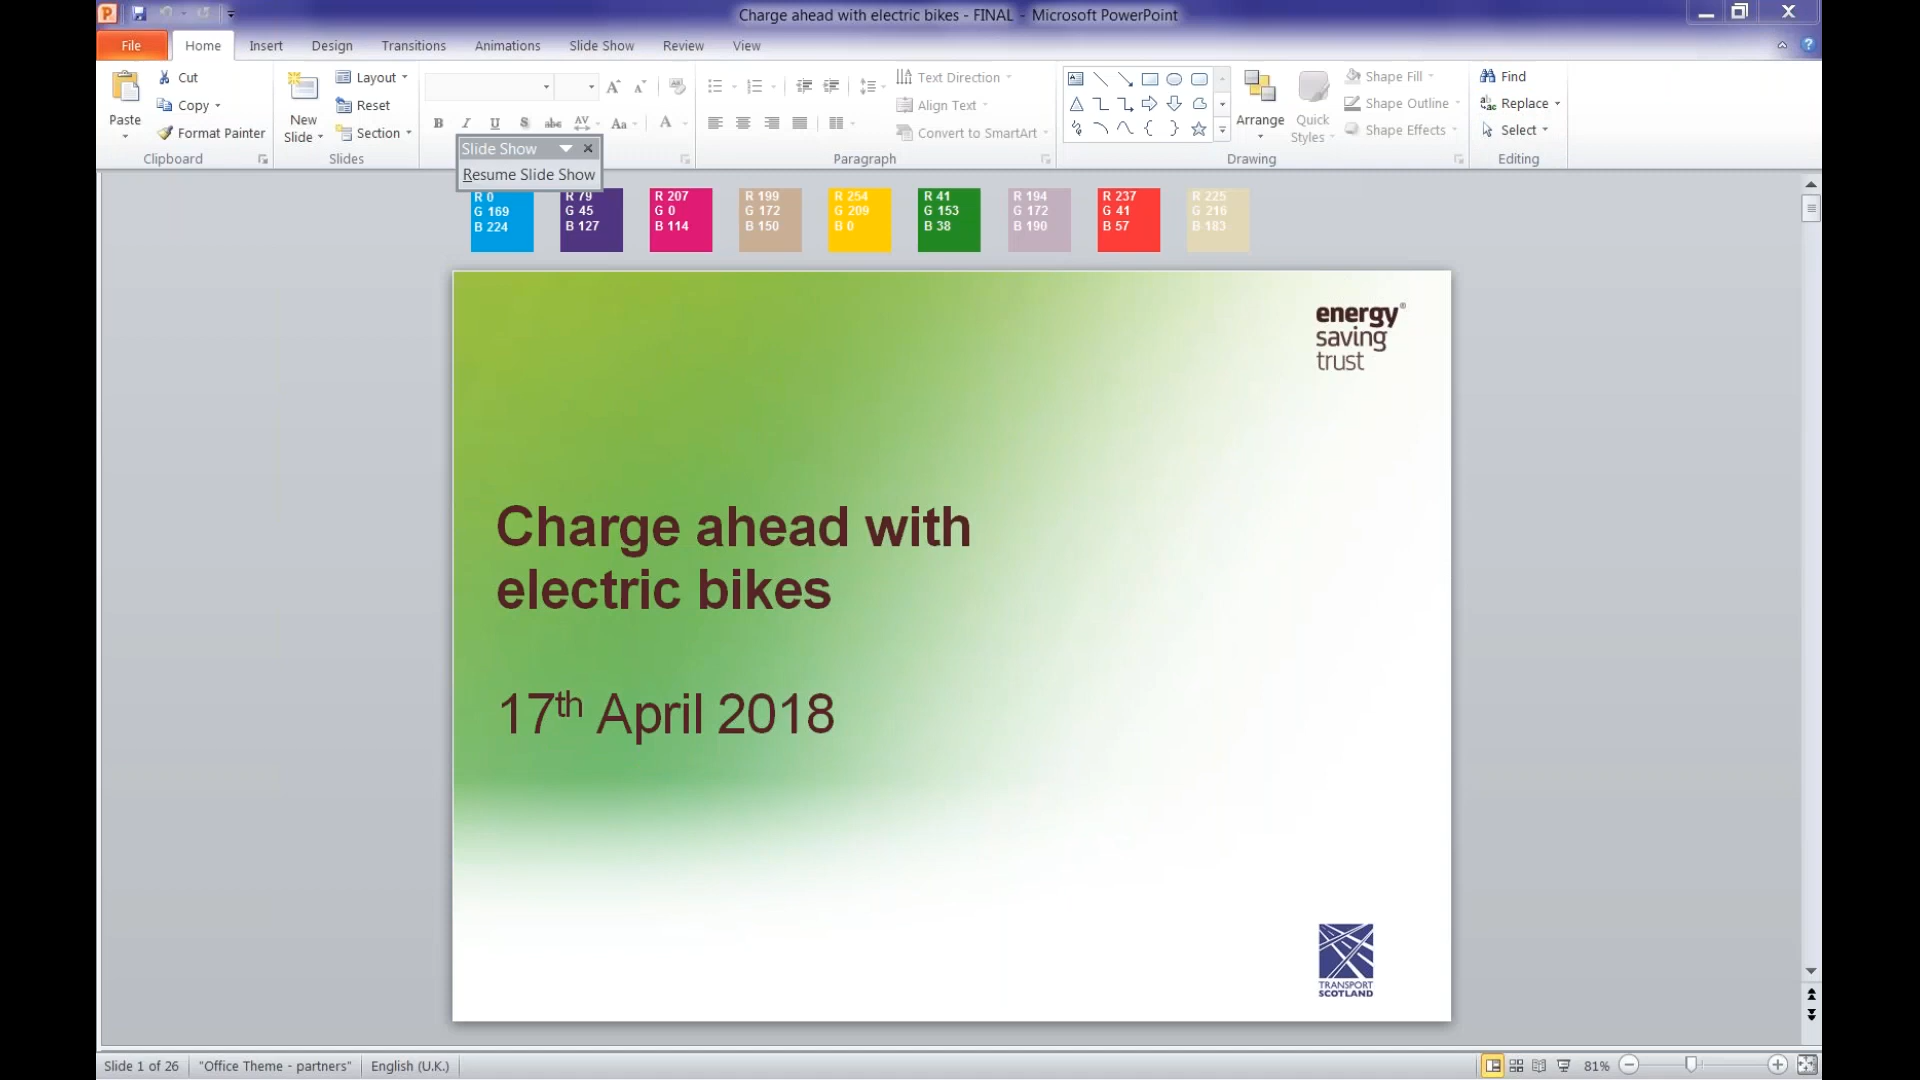 Charge ahead with electric bikes - FINAL - Microsoft PowerPoint
File Home Insert Design Transitions Animations Slide Show Review View
Paste
Cut
Copy
Format Painter
Clipboard
New
Slide
Layout
Reset
Section
Slides
Slide Show
Resume Slide Show
Text Direction
Align Text
Convert to SmartArt
Paragraph
Arrange
Quick
Styles
Shape Fill
Shape Outline
Shape Effects
Drawing
Find
Replace
Select
Editing
R 0
G 169
B 224
R 79
G 45
B 127
R 207
G 0
B 114
R 199
G 172
B 150
R 254
G 209
B 0
R 41
G 153
B 38
R 194
G 172
B 190
R 237
G 41
B 57
R 225
G 216
B 183
energy®
saving
trust
Charge ahead with
electric bikes
17th April 2018
TRANSPORT
SCOTLAND
Slide 1 of 26 "Office Theme - partners" English (U.K.) 81%